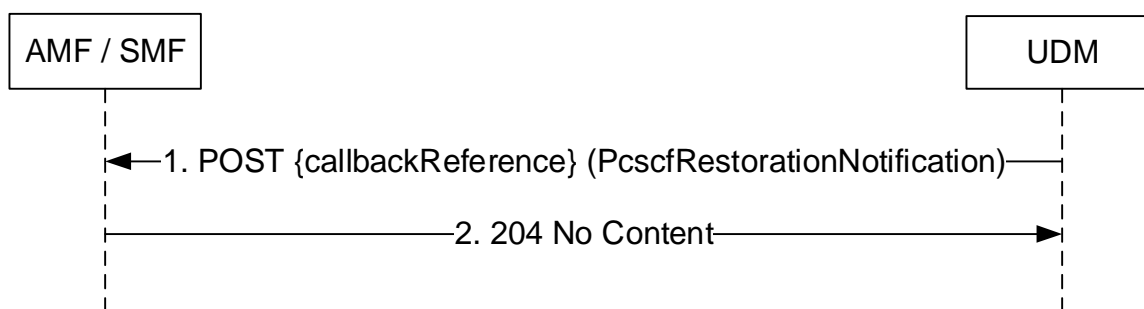 AMF / SMF
UDM
1. POST {callbackReference} (PcscfRestorationNotification)
2. 204 No Content